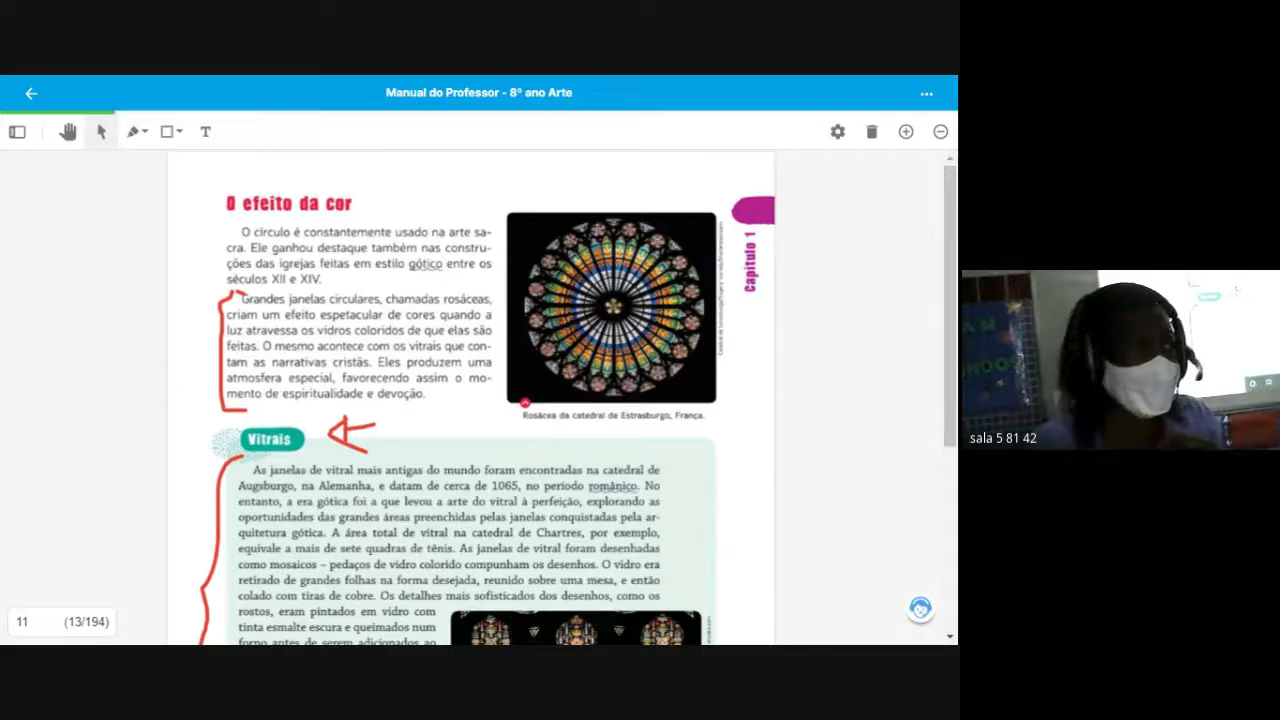 Manual do Professor - 8º ano Arte
T
O efeito da cor
O círculo é constantemente usado na arte sa-
cra. Ele ganhou destaque também nas constru-
ções das igrejas feitas em estilo gótico entre os
séculos XII e XIV.
Grandes janelas circulares, chamadas rosáceas,
criam um efeito espetacular de cores quando a
luz atravessa os vidros coloridos de que elas são
feitas. O mesmo acontece com os vitrais que con-
tam as narrativas cristãs. Eles produzem uma
atmosfera especial, favorecendo assim o mo-
mento de espiritualidade e devoção.
Rosácea da catedral de Estrasburgo, França.
Capítulo 1
Vitrais
As janelas de vitral mais antigas do mundo foram encontradas na catedral de
Augsburgo, na Alemanha, e datam de cerca de 1065, no período românico. No
entanto, a era gótica foi a que levou a arte do vitral à perfeição, explorando as
oportunidades das grandes áreas preenchidas pelas janelas conquistadas pela ar-
quitetura gótica. A área total de vitral na catedral de Chartres, por exemplo,
equivale a mais de sete quadras de tênis. As janelas de vitral foram desenhadas
como mosaicos – pedaços de vidro colorido compunham os desenhos. O vidro era
retirado de grandes folhas na forma desejada, reunido sobre uma mesa, e então
colado com tiras de cobre. Os detalhes mais sofisticados dos desenhos, como os
rostos, eram pintados em vidro com
tinta esmalte escura e queimados num
forno antes de serem adicionados ao
11 (13/194)
sala 5 81 42